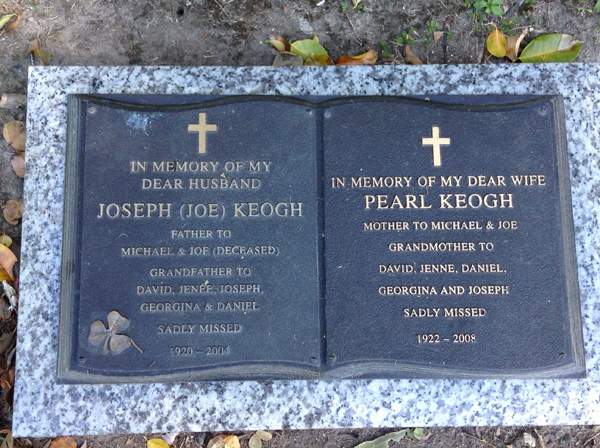 IN MEMORY OF MY
DEAR HUSBAND
JOSEPH (JOE) KEOGH
FATHER TO
MICHAEL & JOE (DECEASED)
GRANDFATHER TO
DAVID, JENEE, JOSEPH,
GEORGINA & DANIEL
SADLY MISSED
1920 –
IN MEMORY OF MY DEAR WIFE
PEARL KEOGH
MOTHER TO MICHAEL & JOE
GRANDMOTHER TO
DAVID, JENNE, DANIEL,
GEORGINA AND JOSEPH
SADLY MISSED
1922 – 2008